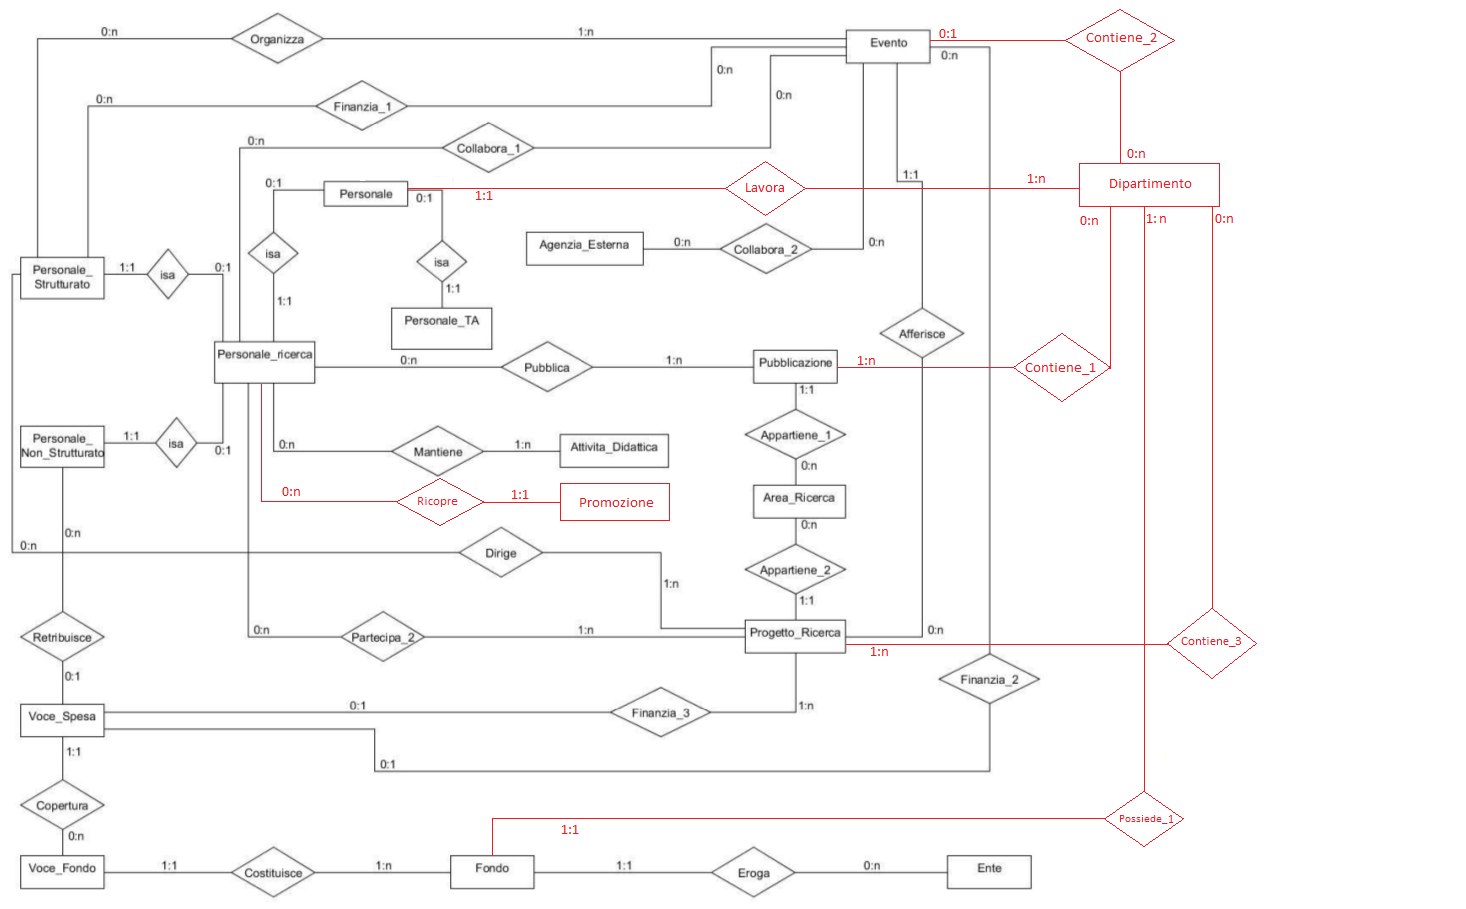 0:n
Organizza
1:n
Evento
0:1
Contiene_2
0:n
0:n
0:n
Finanzia_1
0:n
0:n
Collabora_1
0:n
0:1
Personale
0:1
1:1
Lavora
1:n
Dipartimento
1:1
0:n
1:n
0:n
Agenzia_Esterna
0:n
Collabora_2
0:n
isa
isa
Personale_
Strutturato
1:1
isa
0:1
1:1
1:1
Personale_TA
Afferisce
Personale_ricerca
0:n
Pubblica
1:n
Pubblicazione
1:n
Contiene_1
1:1
Personale_
Non_Strutturato
1:1
isa
0:1
0:n
Mantiene
1:n
Attivita_Didattica
Appartiene_1
0:n
0:n
Ricopre
1:1
Promozione
Area_Ricerca
0:n
0:n
0:n
Dirige
1:n
Appartiene_2
1:1
Retribuisce
0:n
Partecipa_2
1:n
Progetto_Ricerca
0:n
1:n
Contiene_3
0:1
Finanzia_2
Voce_Spesa
0:1
Finanzia_3
1:n
1:1
0:1
Copertura
0:n
1:1
Possiede_1
Voce_Fondo
1:1
Costituisce
1:n
Fondo
1:1
Eroga
0:n
Ente